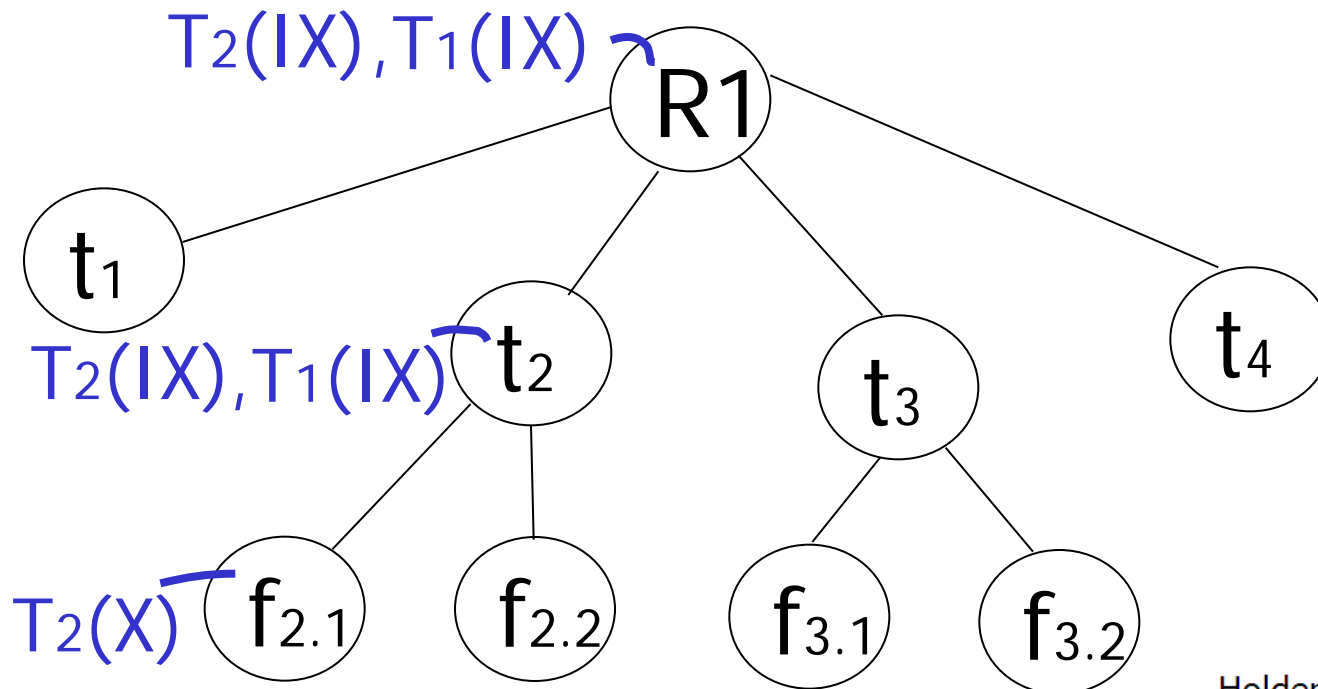 T2(IX),T1(IX)
R1
t1
T2(IX),T1(IX)
t2
t3
t4
T2(X)
f2.1
f2.2
f3.1
f3.2